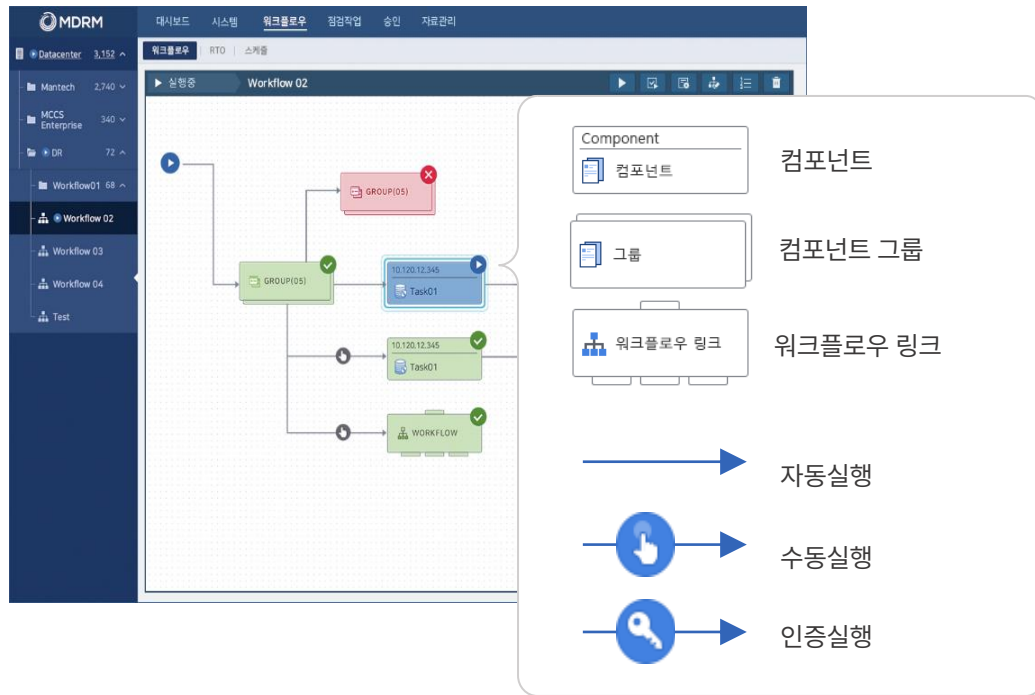 MDRM
대시보드 시스템 워크플로우 점검작업 승인 자료관리
Datacenter 3,152
워크플로우 RTO 스케줄
Mantech 2,740
MCCS
Enterprise 340
DR 72
Workflow01 68
Workflow 02
Workflow 03
Workflow 04
Test
실행중 Workflow 02
GROUP(05)
GROUP(05)
10.120.12.345
Task01
10.120.12.345
Task01
WORKFLOW
Component
컴포넌트
컴포넌트
그룹
컴포넌트 그룹
워크플로우 링크
워크플로우 링크
자동실행
수동실행
인증실행